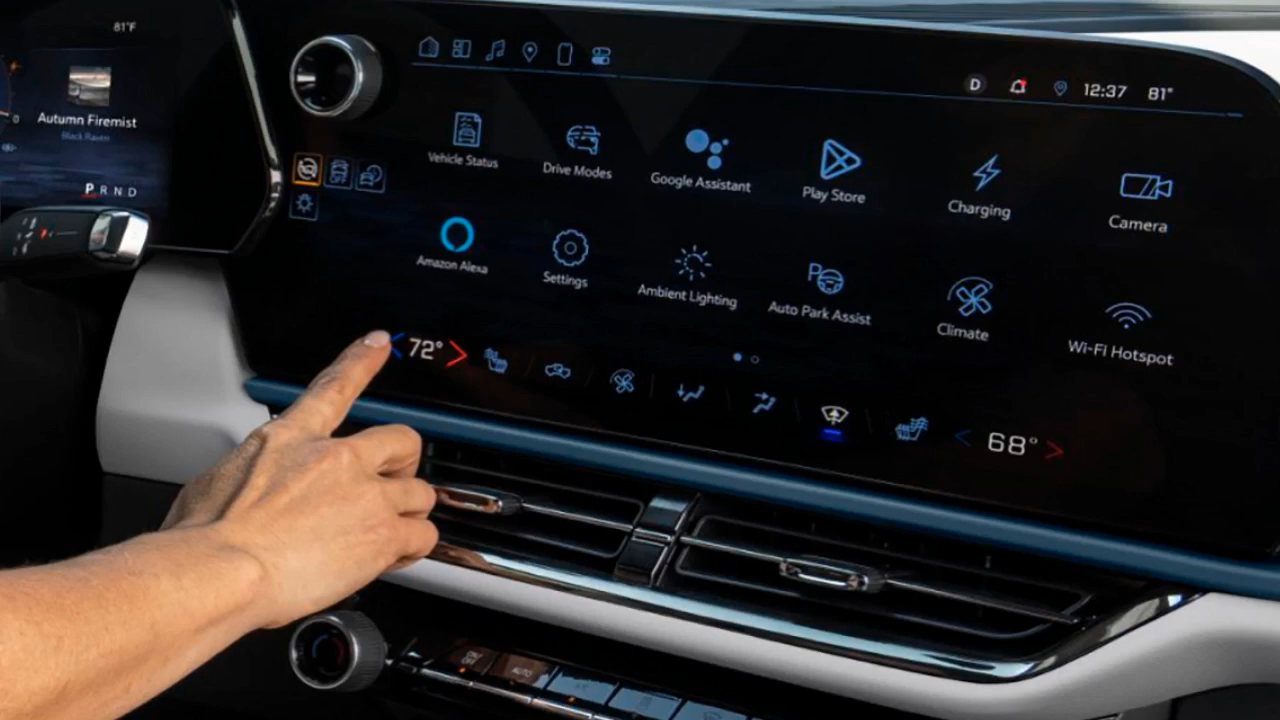 81°F
Autumn Firemist
Black Raven
P R N D
D
12:37 81°
Vehicle Status
Drive Modes
Google Assistant
Play Store
Charging
Camera
Amazon Alexa
Settings
Ambient Lighting
P
Auto Park Assist
Climate
Wi-Fi Hotspot
72°
68°
AUTO